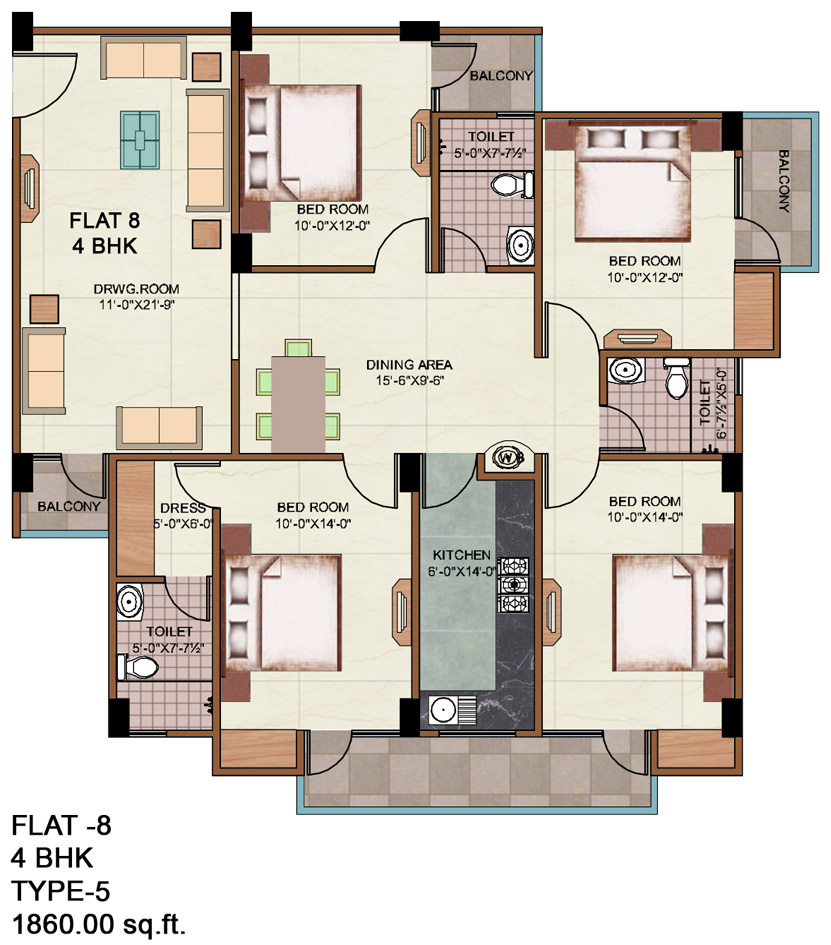 BALCONY
TOILET
5'-0"X7'-7½"
BED ROOM
10'-0"X12'-0"
BALCONY
FLAT 8
4 BHK
BED ROOM
10'-0"X12'-0"
DRWG.ROOM
11'-0"X21'-9"
DINING AREA
15'-6"X9'-6"
TOILET
6'-7½"X5'-0"
WB
BALCONY
DRESS
5'-0"X6'-0"
BED ROOM
10'-0"X14'-0"
BED ROOM
10'-0"X14'-0"
KITCHEN
6'-0"X14'-0"
TOILET
5'-0"X7'-7½"
FLAT -8
4 BHK
TYPE-5
1860.00 sq.ft.